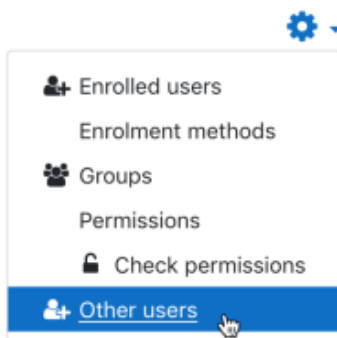 Enrolled users
Enrolment methods
Groups
Permissions
Check permissions
Other users